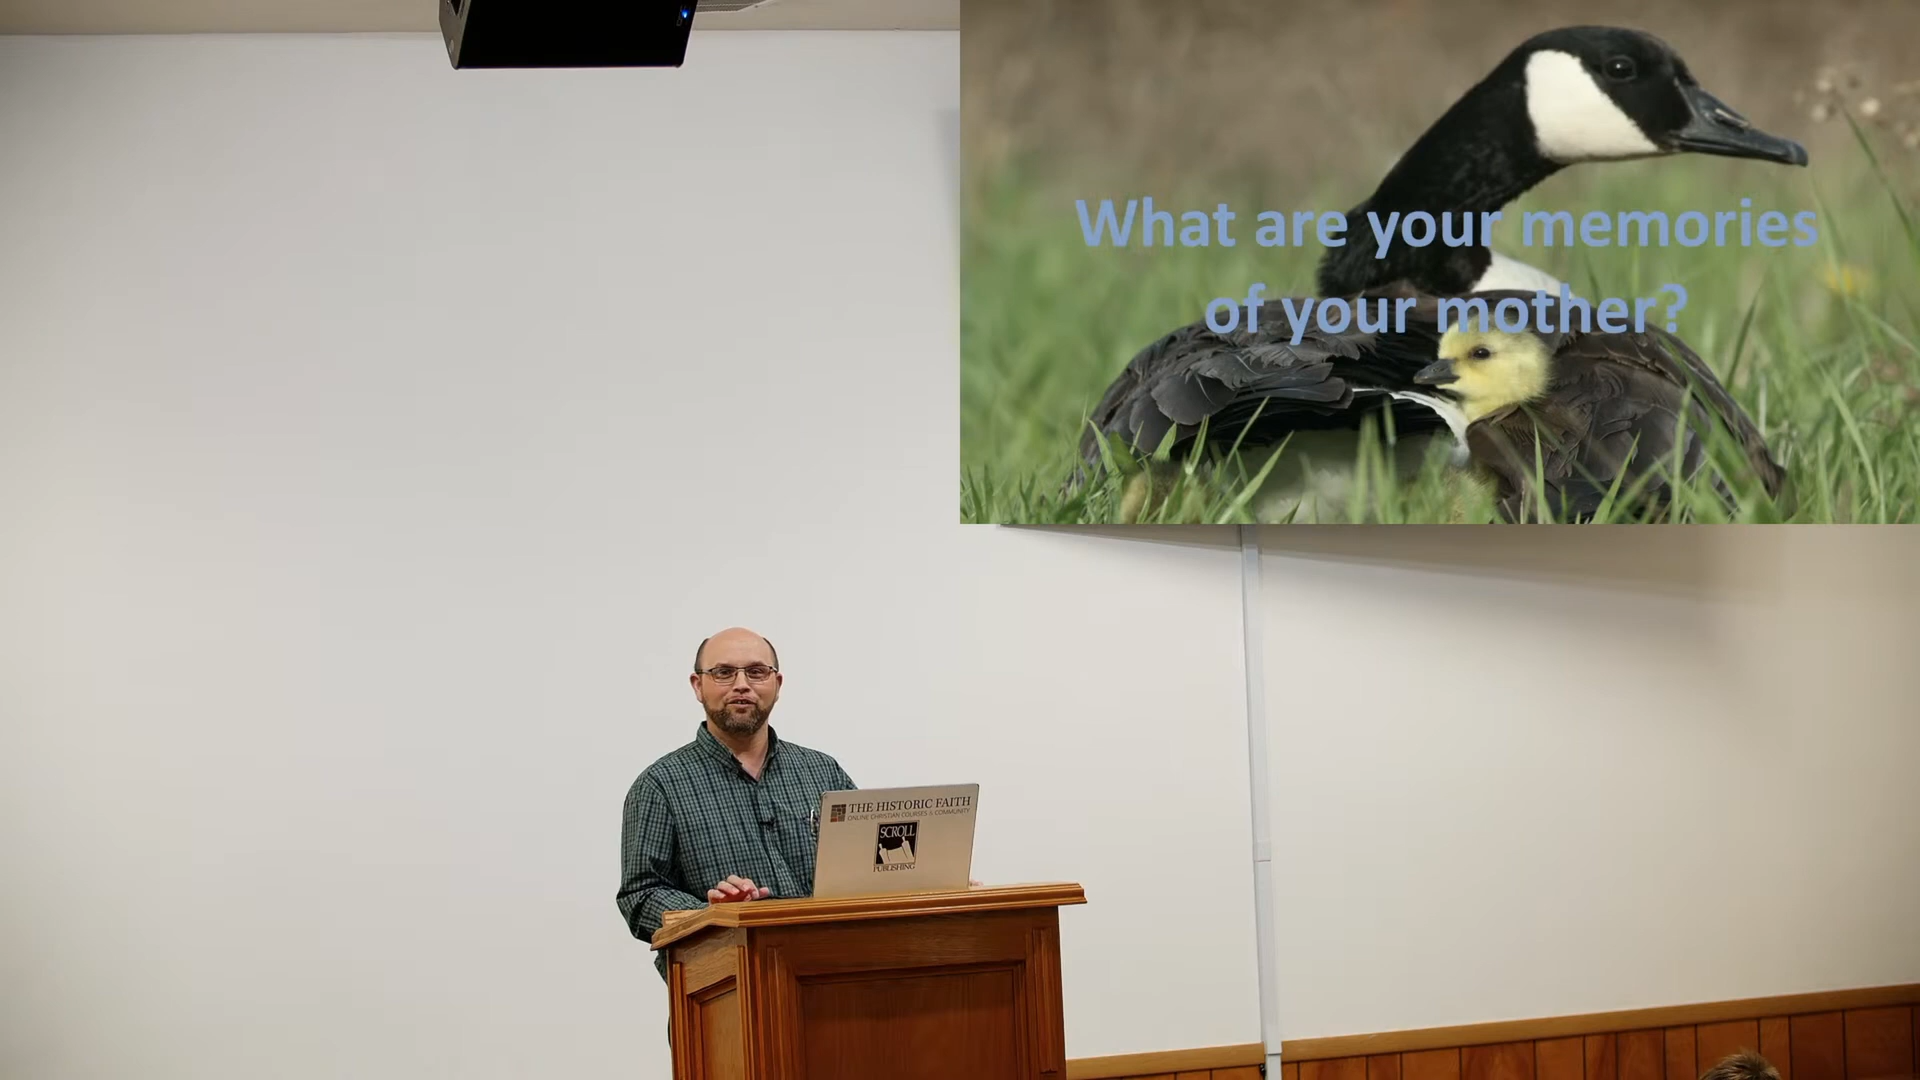 What are your memories
of your mother?
THE HISTORIC FAITH
ONLINE CHRISTIAN COURSES & COMMUNITY
SCROLL
PUBLISHING